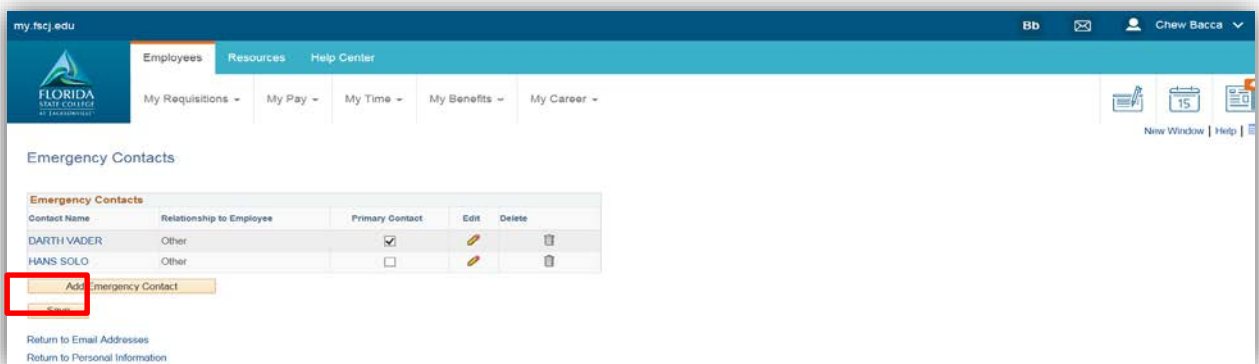 my.fscj.edu Bb Chew Bacca
Employees Resources Help Center
FLORIDA
STATE COLLEGE
AT JACKSONVILLE
My Requisitions My Pay My Time My Benefits My Career
15
New Window | Help |
Emergency Contacts
Emergency Contacts
Contact Name Relationship to Employee Primary Contact Edit Delete
DARTH VADER Other
HANS SOLO Other
Add Emergency Contact
Save
Return to Email Addresses
Return to Personal Information